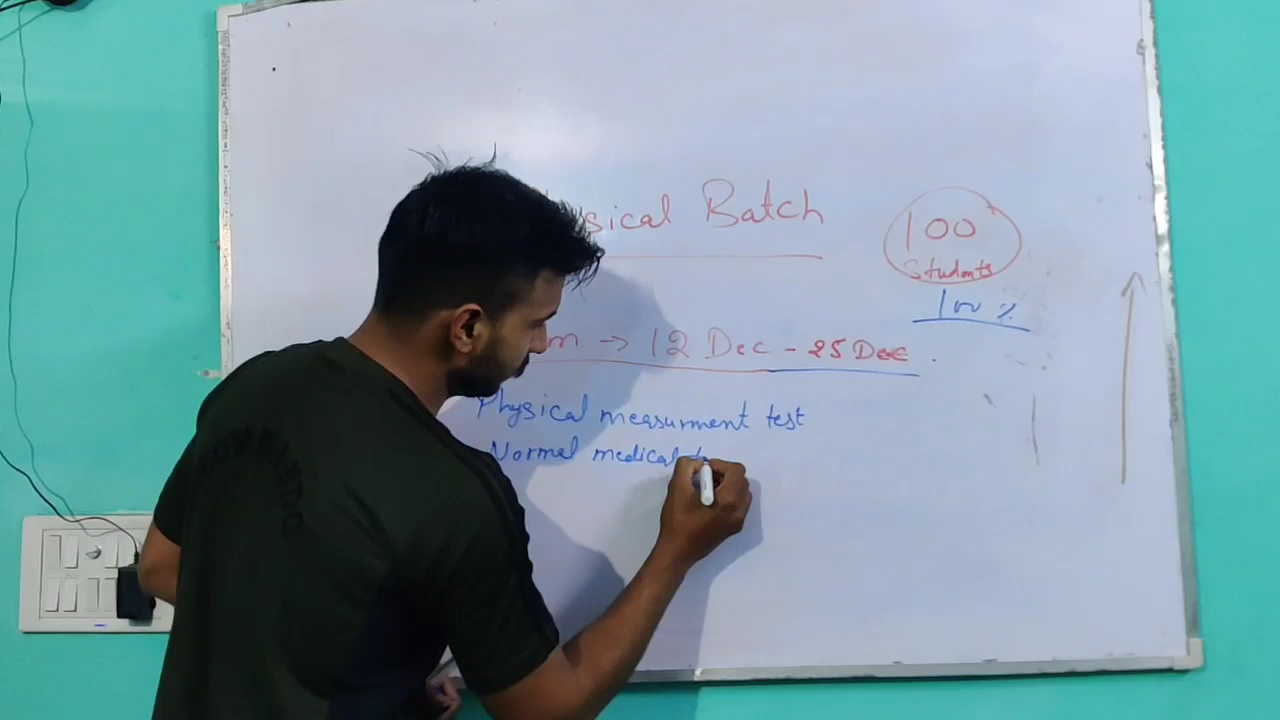 sical Batch
100
Students
100 %
m → 12 Dec - 25 Dec .
Physical measurment test
Normal medical